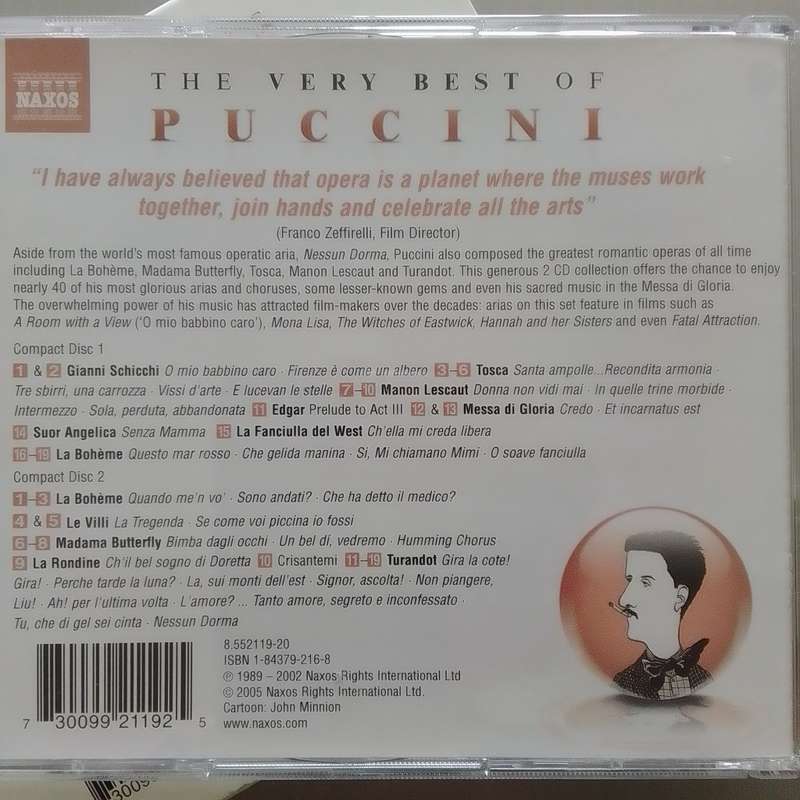 NAXOS
THE VERY BEST OF
PUCCINI
"I have always believed that opera is a planet where the muses work
together, join hands and celebrate all the arts"
(Franco Zeffirelli, Film Director)
Aside from the world's most famous operatic aria, Nessun Dorma, Puccini also composed the greatest romantic operas of all time
including La Bohème, Madama Butterfly, Tosca, Manon Lescaut and Turandot. This generous 2 CD collection offers the chance to enjoy
nearly 40 of his most glorious arias and choruses, some lesser-known gems and even his sacred music in the Messa di Gloria.
The overwhelming power of his music has attracted film-makers over the decades: arias on this set feature in films such as
A Room with a View ('O mio babbino caro'), Mona Lisa, The Witches of Eastwick, Hannah and her Sisters and even Fatal Attraction.
Compact Disc 1
1 & 2 Gianni Schicchi O mio babbino caro · Firenze è come un albero 3–6 Tosca Santa ampolle...Recondita armonia ·
Tre sbirri, una carrozza · Vissi d'arte · E lucevan le stelle 7–10 Manon Lescaut Donna non vidi mai · In quelle trine morbide ·
Intermezzo · Sola, perduta, abbandonata 11 Edgar Prelude to Act III 12 & 13 Messa di Gloria Credo · Et incarnatus est
14 Suor Angelica Senza Mamma 15 La Fanciulla del West Ch'ella mi creda libera
16–19 La Bohème Questo mar rosso · Che gelida manina · Si, Mi chiamano Mimi · O soave fanciulla
Compact Disc 2
1–3 La Bohème Quando me'n vo' · Sono andati? · Che ha detto il medico?
4 & 5 Le Villi La Tregenda · Se come voi piccina io fossi
6–8 Madama Butterfly Bimba dagli occhi · Un bel dí, vedremo · Humming Chorus
9 La Rondine Ch'il bel sogno di Doretta 10 Crisantemi 11–19 Turandot Gira la cote!
Gira! · Perche tarde la luna? · La, sui monti dell'est · Signor, ascolta! · Non piangere,
Liu! · Ah! per l'ultima volta · L'amore? ... Tanto amore, segreto e inconfessato ·
Tu, che di gel sei cinta · Nessun Dorma
8.552119-20
ISBN 1-84379-216-8
℗ 1989 – 2002 Naxos Rights International Ltd
© 2005 Naxos Rights International Ltd.
Cartoon: John Minnion
www.naxos.com
7 30099 21192 5